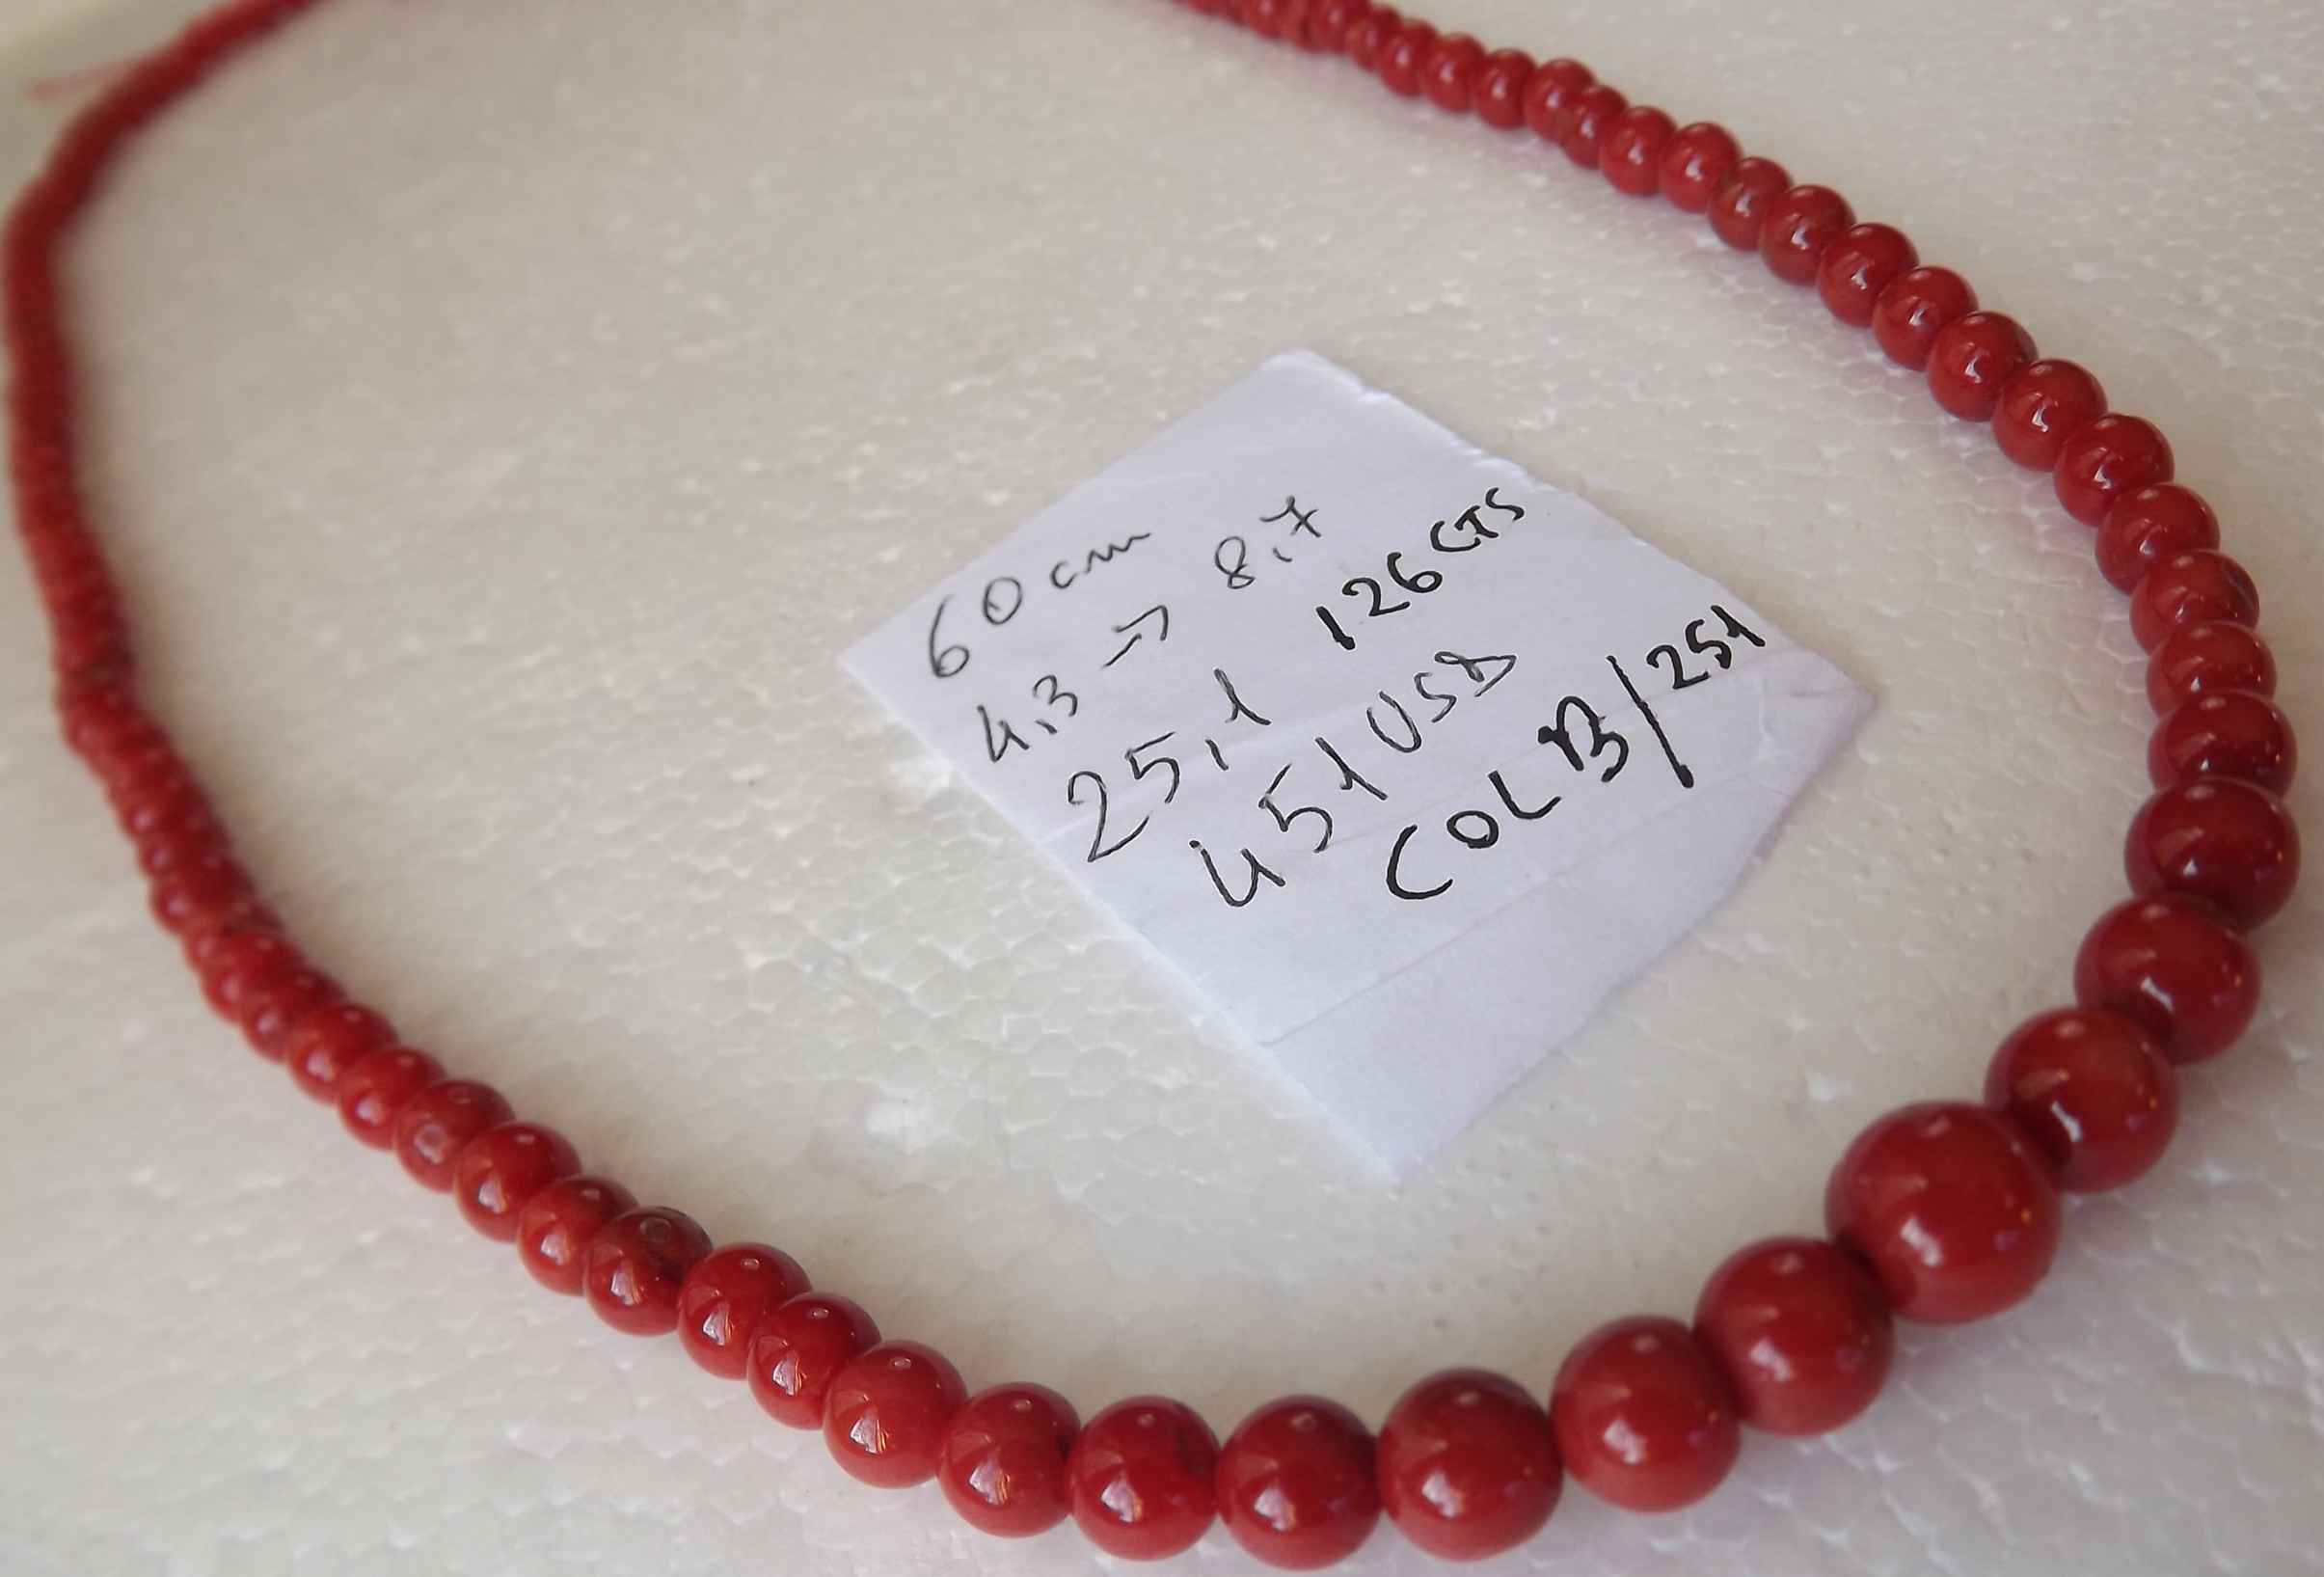 60 cm
4,3 → 8,7
25,1 126 CTS
451 USD
COL B/251